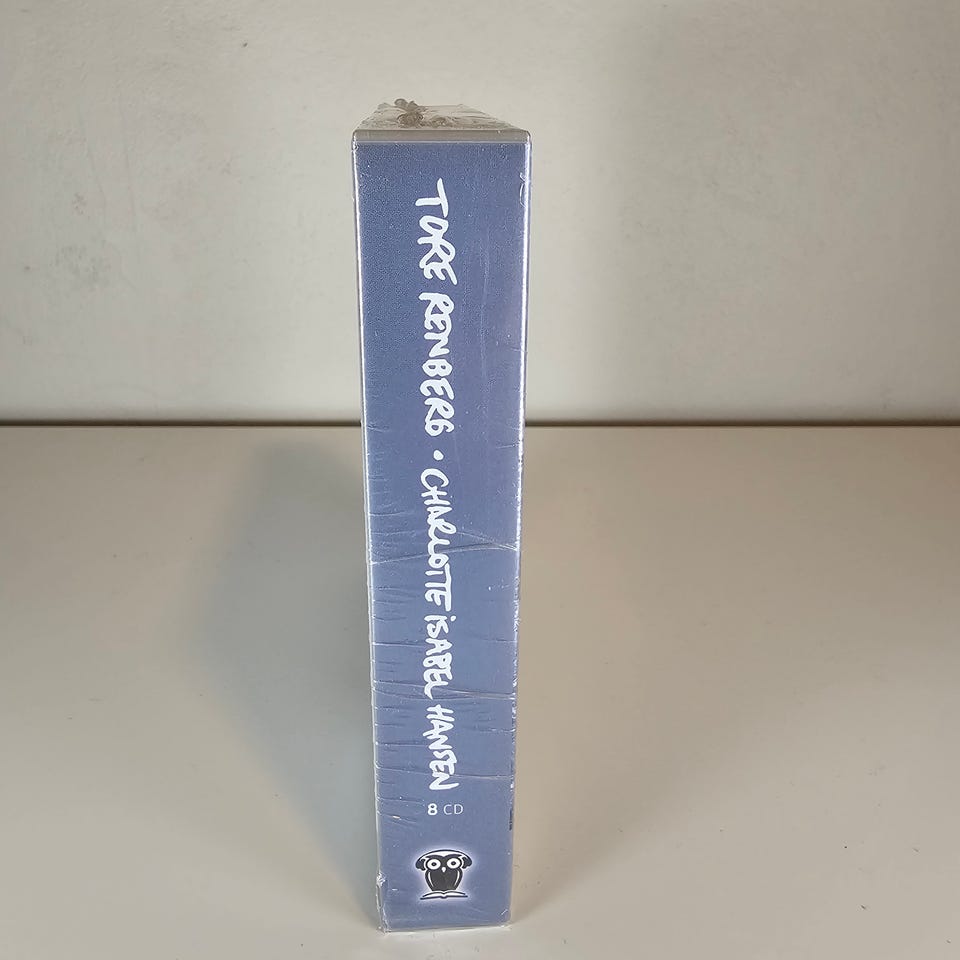 TORE RENBERG • CHARLOTTE iSABEL HANSEN
8 CD